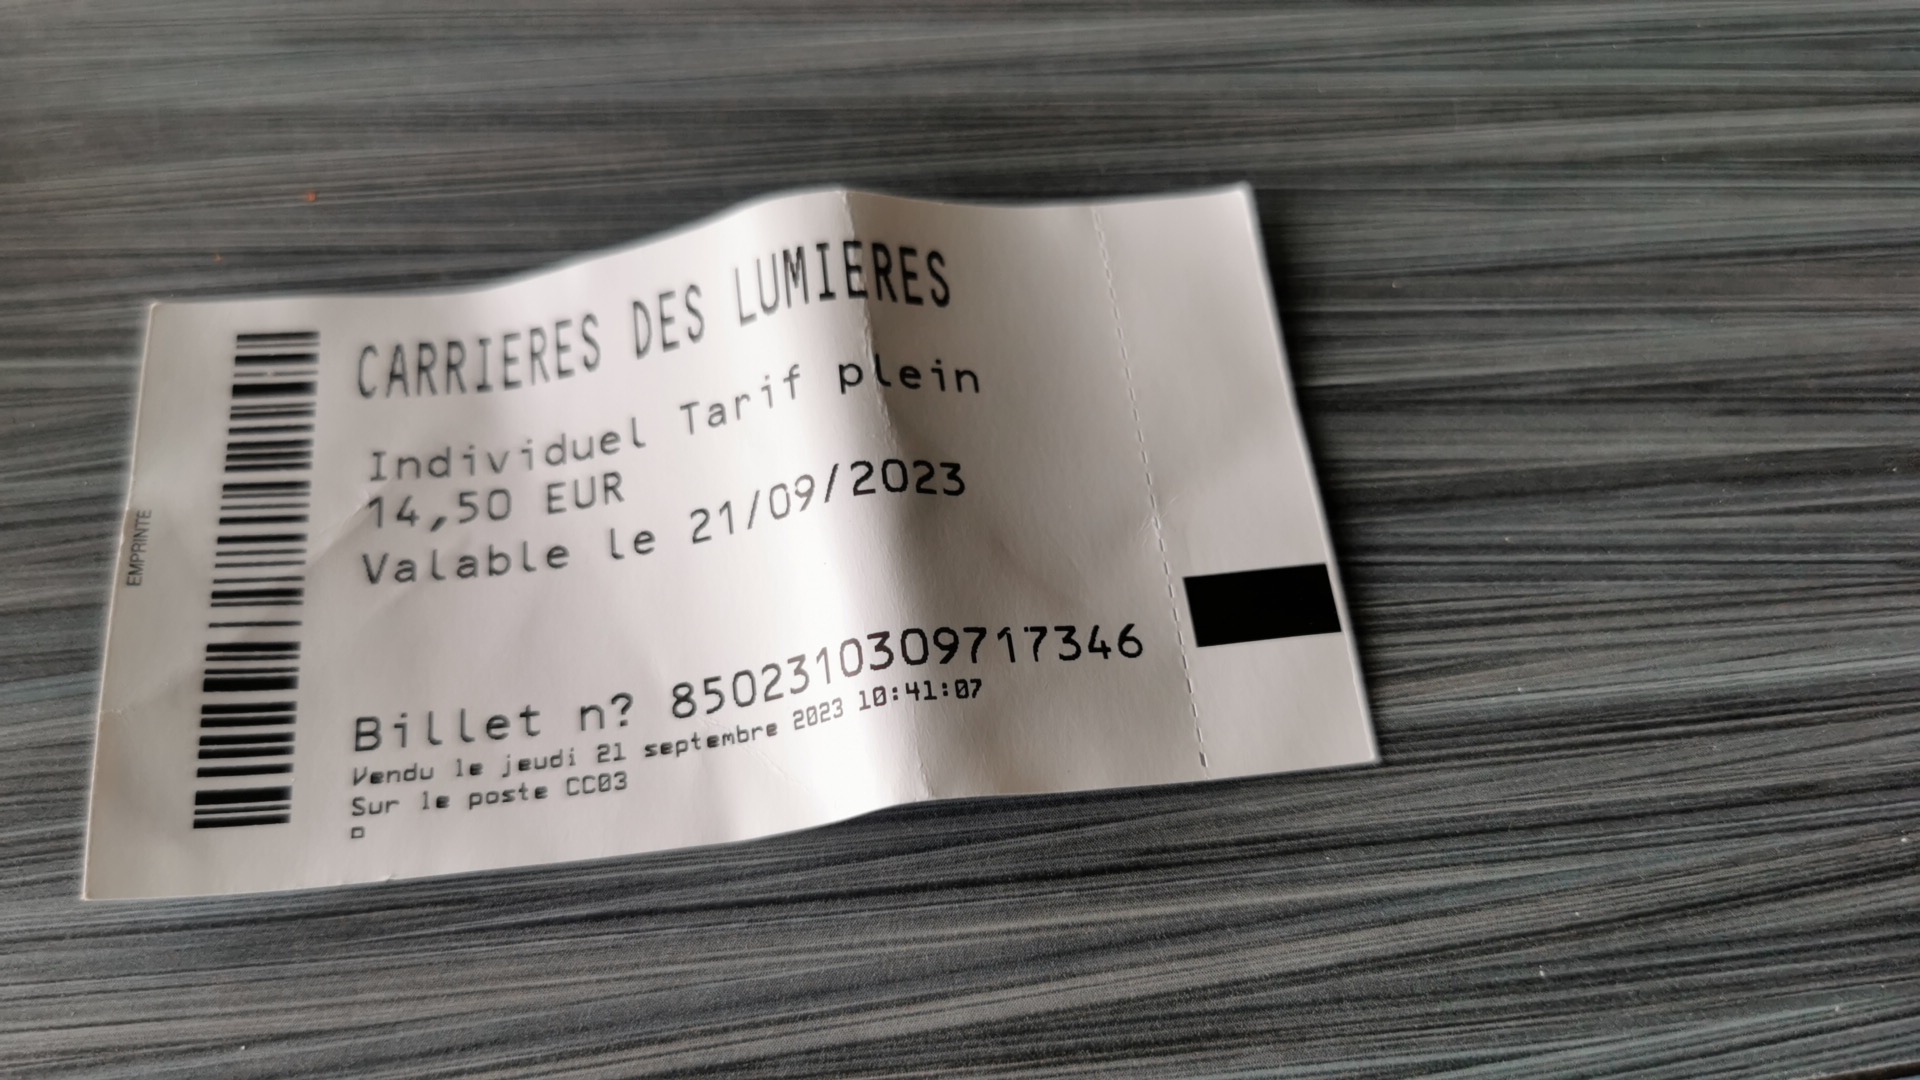 EMPRINTE
CARRIERES DES LUMIERES
Individuel Tarif plein
14,50 EUR
Valable le 21/09/2023
Billet n? 8502310309717346
Vendu le jeudi 21 septembre 2023 10:41:07
Sur le poste CC03